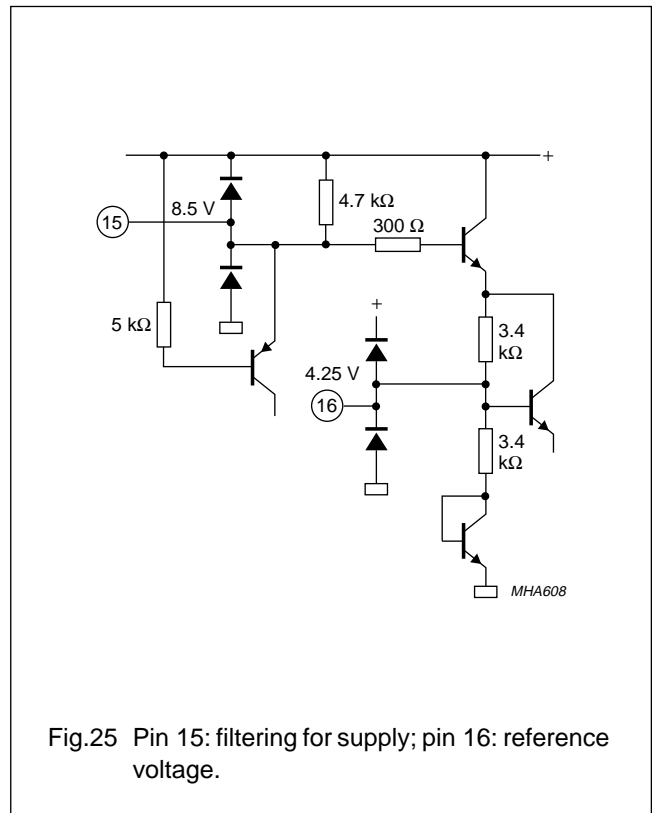 +
15
8.5 V
4.7 kΩ
300 Ω
5 kΩ
+
3.4
kΩ
4.25 V
16
3.4
kΩ
MHA608
Fig.25 Pin 15: filtering for supply; pin 16: reference
voltage.